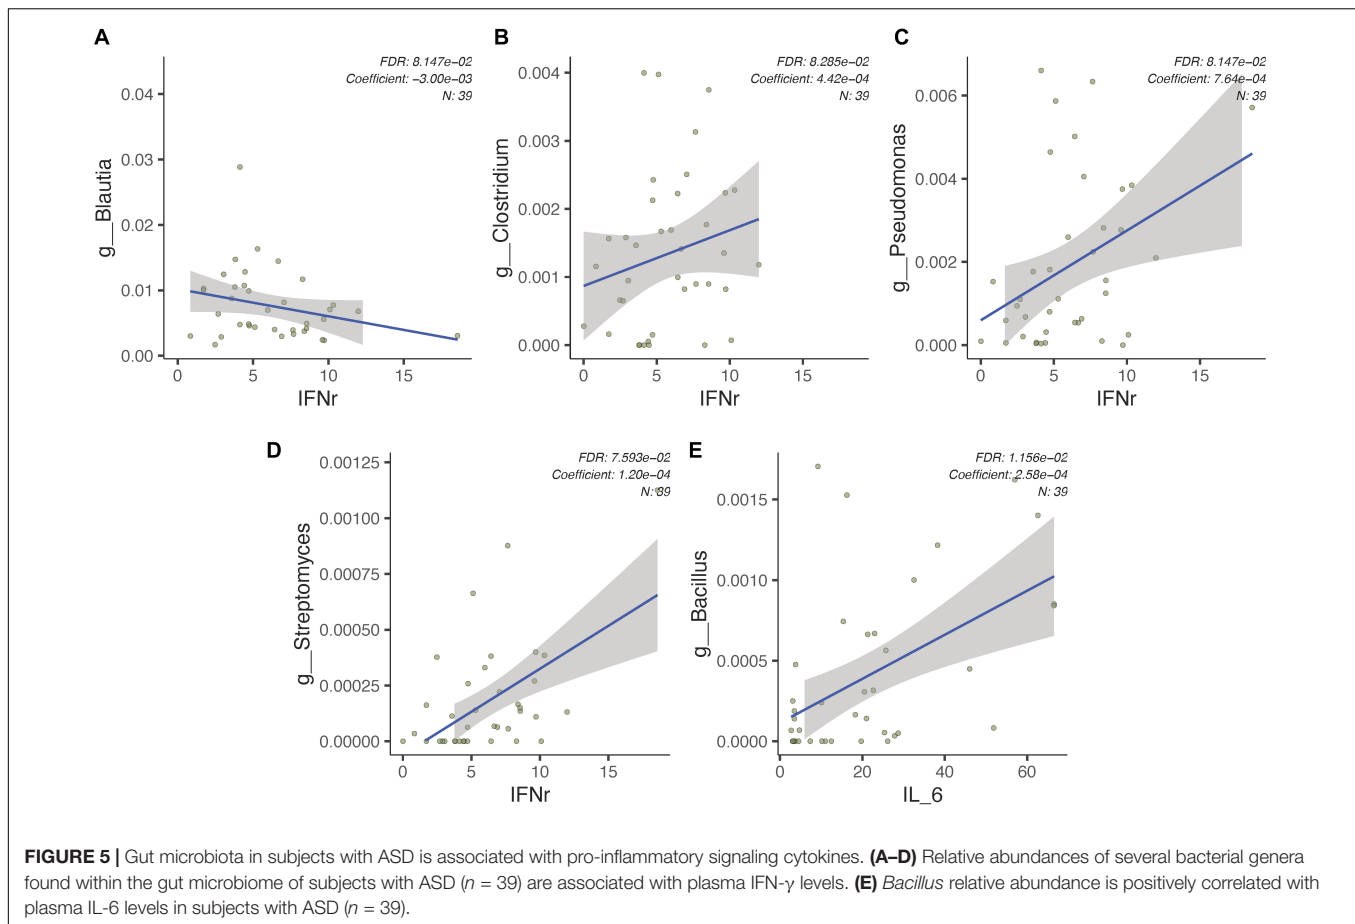 A
FDR: 8.147e−02
Coefficient: −3.00e−03
N: 39
0.04
0.03
0.02
0.01
0.00
g__Blautia
0 5 10 15
IFNr
B
FDR: 8.285e−02
Coefficient: 4.42e−04
N: 39
0.004
0.003
0.002
0.001
0.000
g__Clostridium
0 5 10 15
IFNr
C
FDR: 8.147e−02
Coefficient: 7.64e−04
N: 39
0.006
0.004
0.002
0.000
g__Pseudomonas
0 5 10 15
IFNr
D
FDR: 7.593e−02
Coefficient: 1.20e−04
N: 39
0.00125
0.00100
0.00075
0.00050
0.00025
0.00000
g__Streptomyces
0 5 10 15
IFNr
E
FDR: 1.156e−02
Coefficient: 2.58e−04
N: 39
0.0015
0.0010
0.0005
0.0000
g__Bacillus
0 20 40 60
IL_6
FIGURE 5 | Gut microbiota in subjects with ASD is associated with pro-inflammatory signaling cytokines. (A–D) Relative abundances of several bacterial genera
found within the gut microbiome of subjects with ASD (n = 39) are associated with plasma IFN-γ levels. (E) Bacillus relative abundance is positively correlated with
plasma IL-6 levels in subjects with ASD (n = 39).